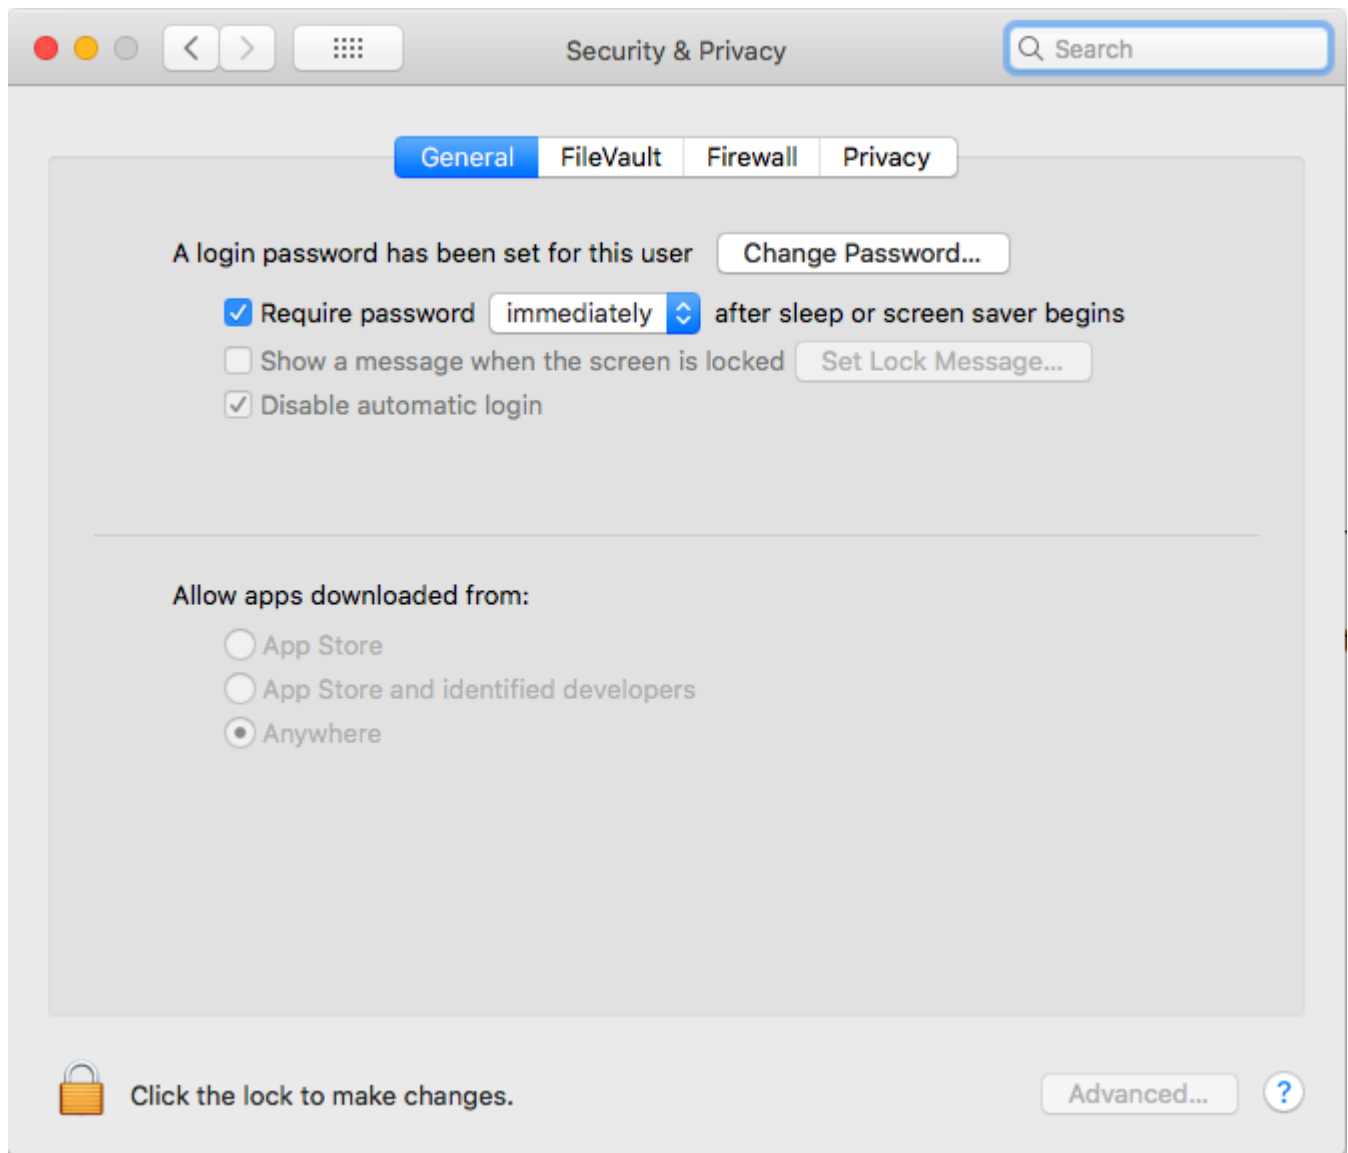 Security & Privacy
Search
General FileVault Firewall Privacy
A login password has been set for this user Change Password...
Require password immediately after sleep or screen saver begins
Show a message when the screen is locked Set Lock Message...
Disable automatic login
Allow apps downloaded from:
App Store
App Store and identified developers
Anywhere
Click the lock to make changes.
Advanced...
?